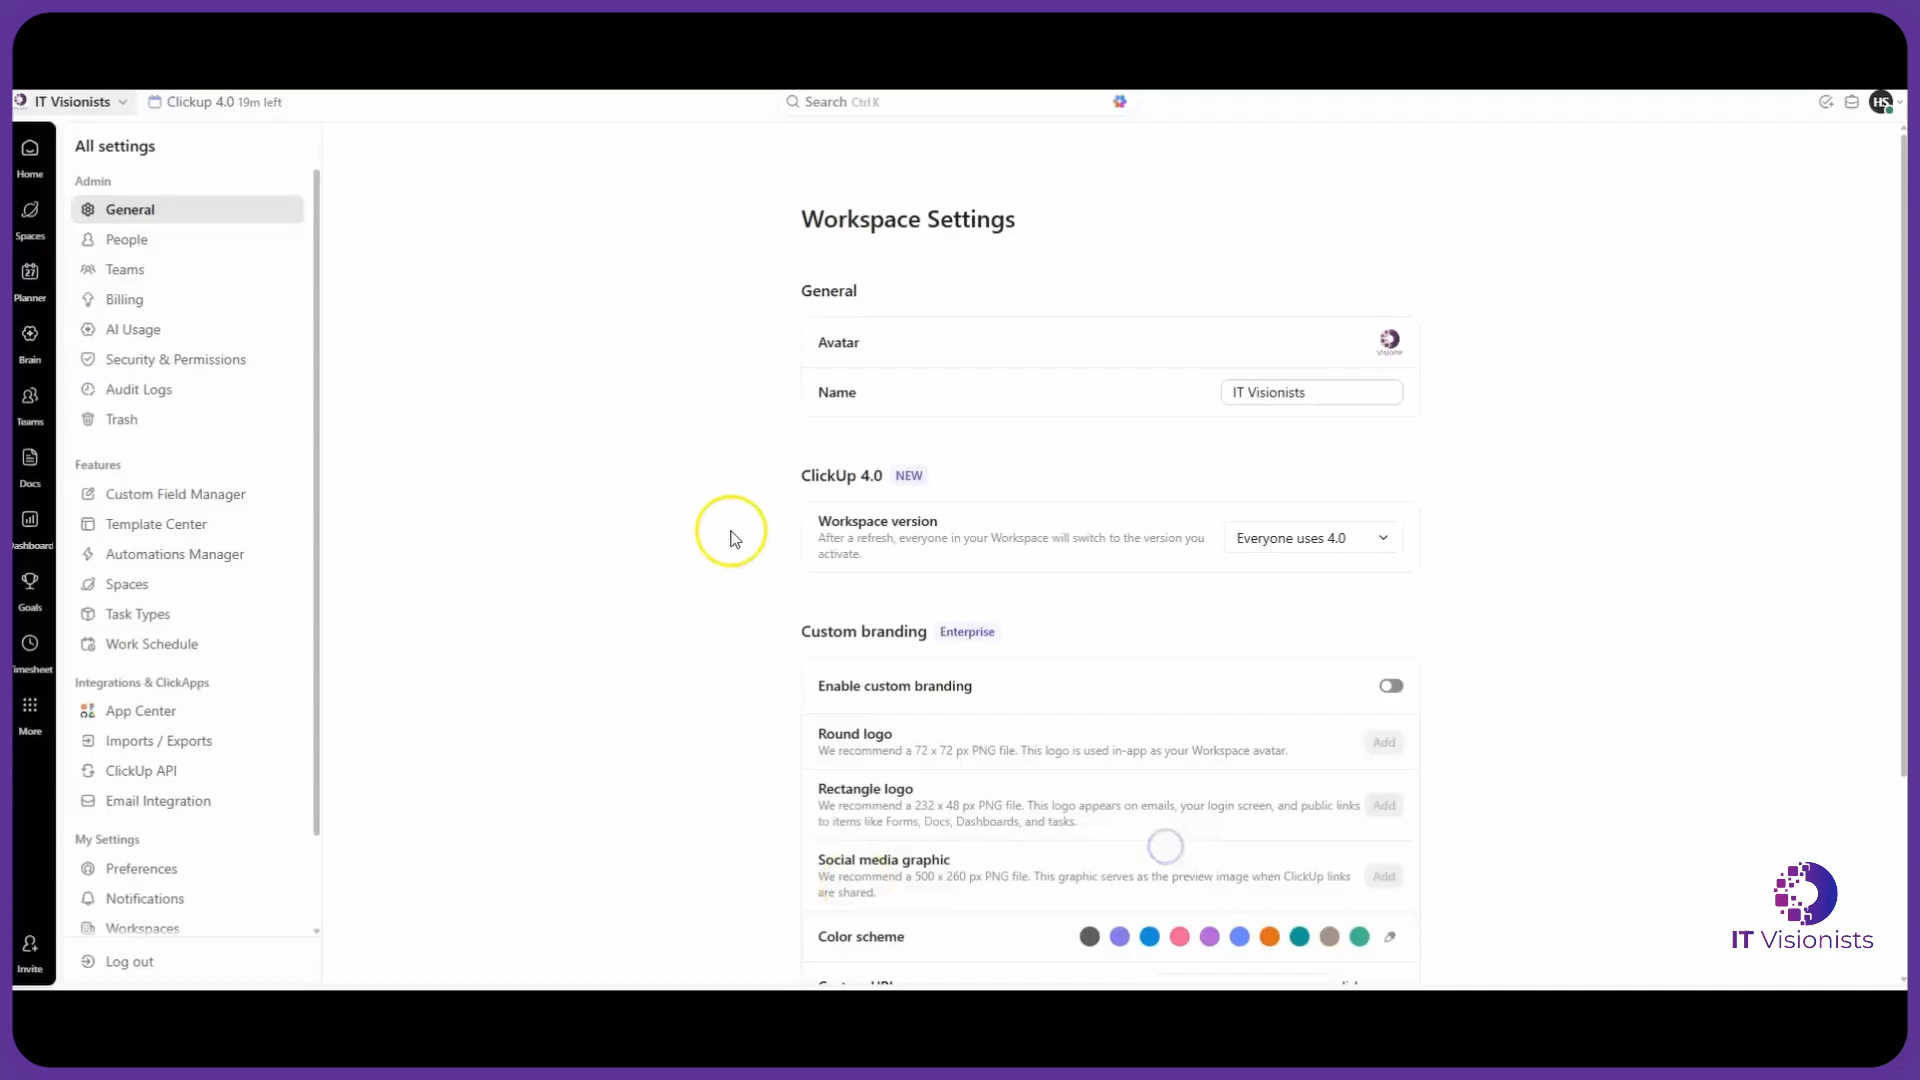 IT Visionists
Clickup 4.0 19m left
Search Ctrl K
HS
Home
Spaces
27
Planner
Brain
Teams
Docs
Dashboard
Goals
Timesheet
More
Invite
All settings
Admin
General
People
Teams
Billing
AI Usage
Security & Permissions
Audit Logs
Trash
Features
Custom Field Manager
Template Center
Automations Manager
Spaces
Task Types
Work Schedule
Integrations & ClickApps
App Center
Imports / Exports
ClickUp API
Email Integration
My Settings
Preferences
Notifications
Workspaces
Log out
Workspace Settings
General
Avatar
Name
IT Visionists
ClickUp 4.0 NEW
Workspace version
After a refresh, everyone in your Workspace will switch to the version you
activate.
Everyone uses 4.0
Custom branding Enterprise
Enable custom branding
Round logo
We recommend a 72 x 72 px PNG file. This logo is used in-app as your Workspace avatar.
Add
Rectangle logo
We recommend a 232 x 48 px PNG file. This logo appears on emails, your login screen, and public links
to items like Forms, Docs, Dashboards, and tasks.
Add
Social media graphic
We recommend a 500 x 260 px PNG file. This graphic serves as the preview image when ClickUp links
are shared.
Add
Color scheme
IT Visionists